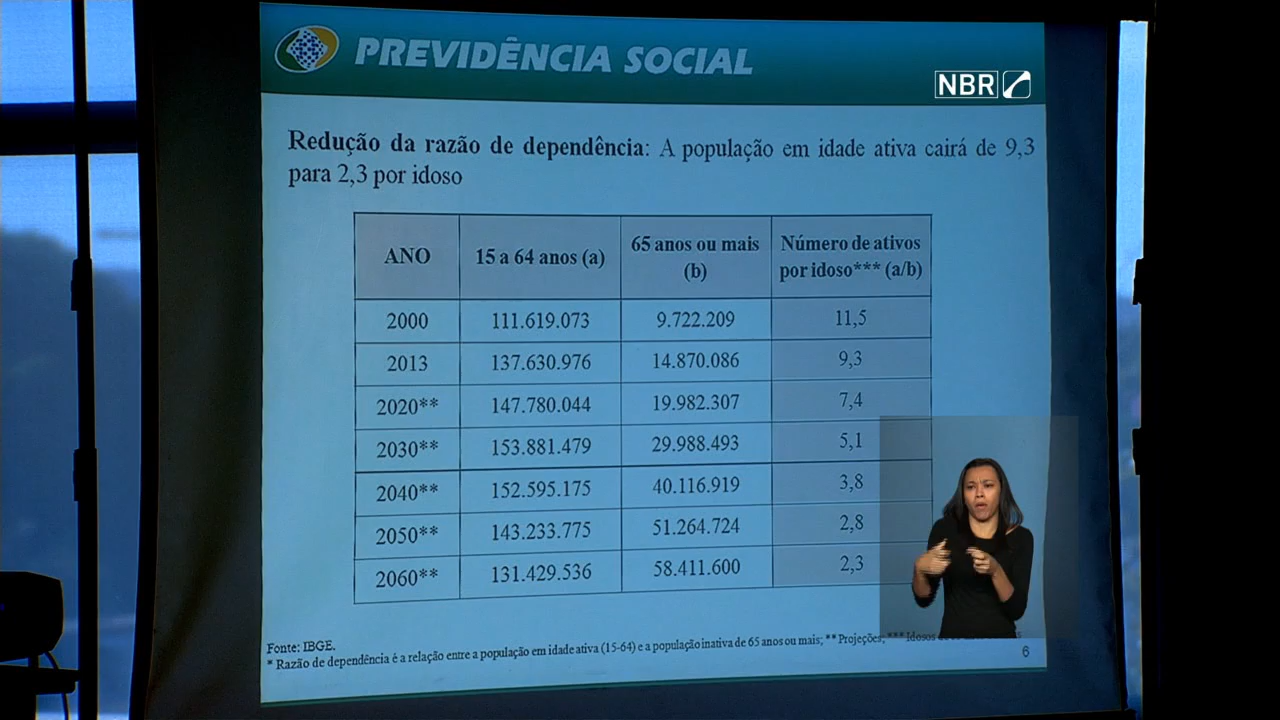 PREVIDÊNCIA SOCIAL
NBR
Redução da razão de dependência: A população em idade ativa cairá de 9,3
para 2,3 por idoso
ANO 15 a 64 anos (a) 65 anos ou mais (b) Número de ativos por idoso*** (a/b)
2000 111.619.073 9.722.209 11,5
2013 137.630.976 14.870.086 9,3
2020** 147.780.044 19.982.307 7,4
2030** 153.881.479 29.988.493 5,1
2040** 152.595.175 40.116.919 3,8
2050** 143.233.775 51.264.724 2,8
2060** 131.429.536 58.411.600 2,3
Fonte: IBGE.
* Razão de dependência é a relação entre a população em idade ativa (15-64) e a população inativa de 65 anos ou mais; ** Projeções; *** Idosos
6